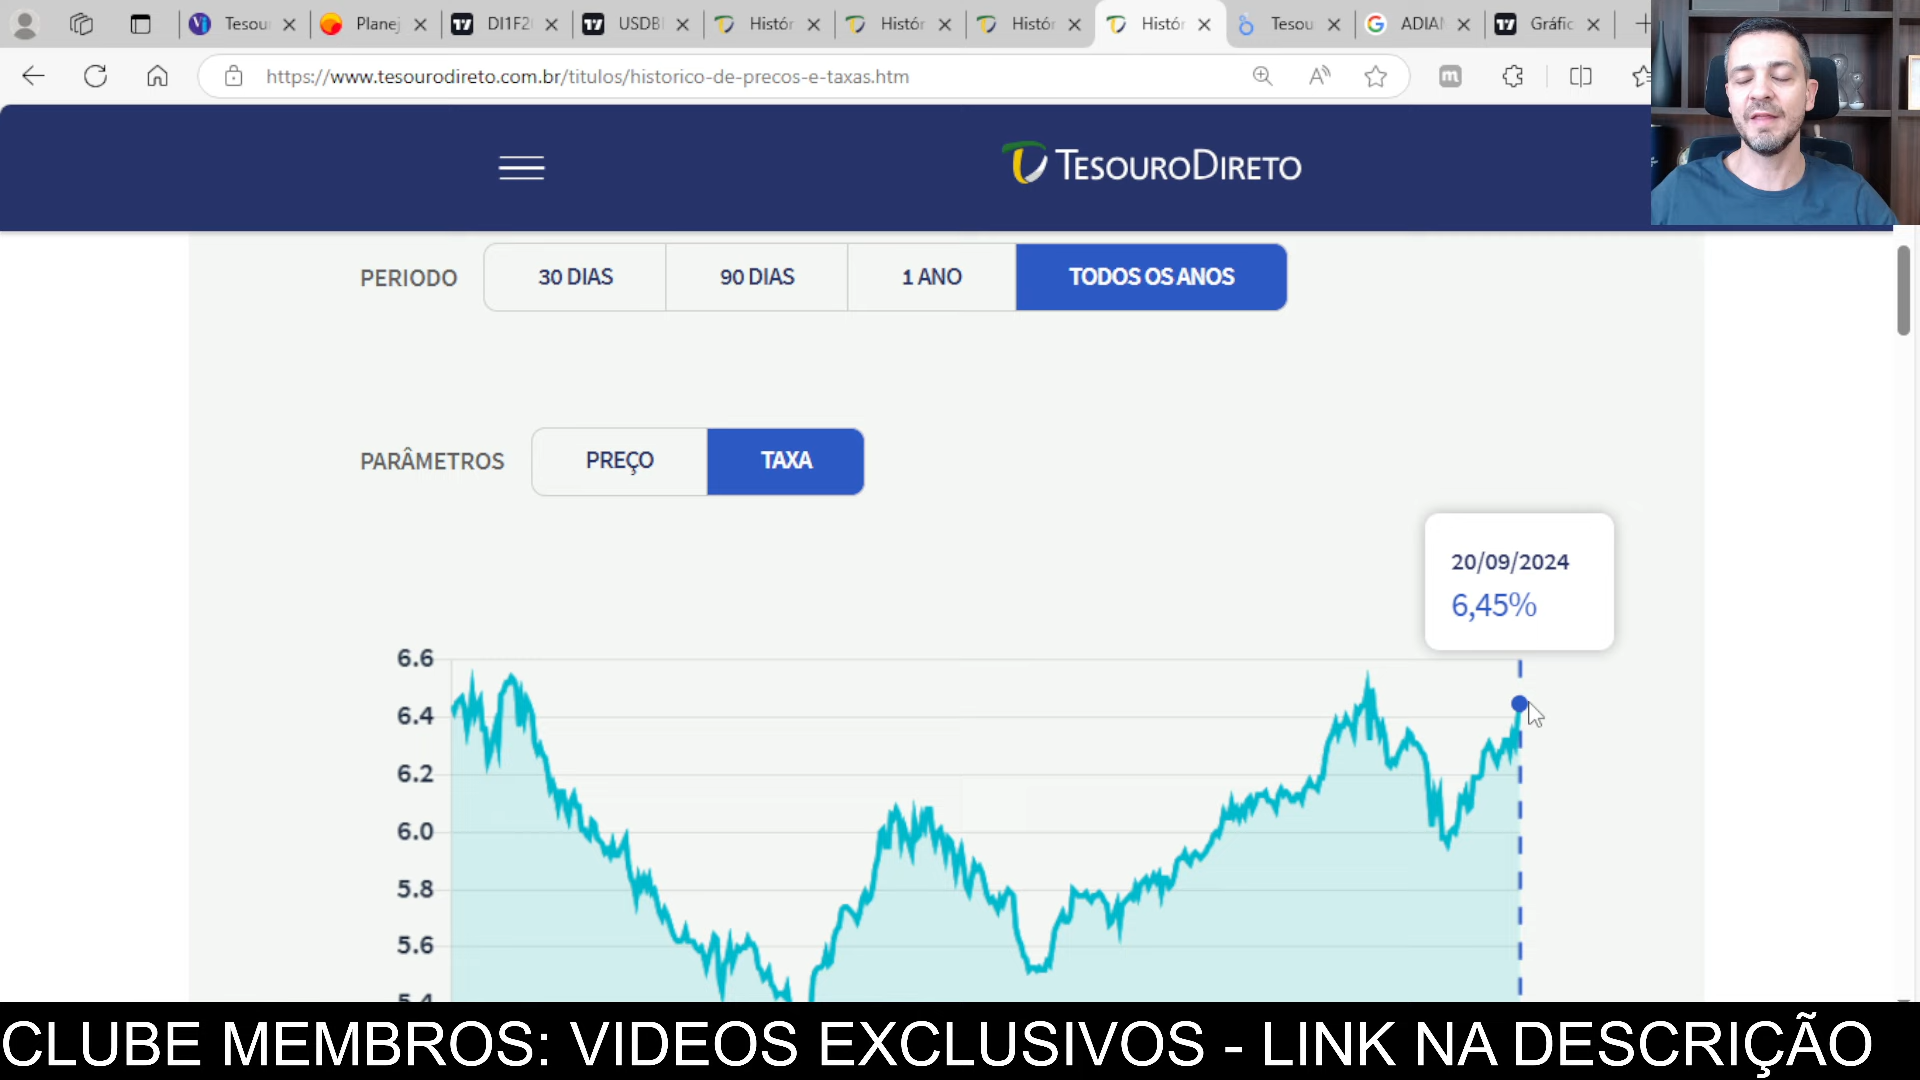 Tesou
Planej
DI1F2
USDB
Histór
Histór
Histór
Histór
Tesou
ADIA
Gráfic
https://www.tesourodireto.com.br/titulos/historico-de-precos-e-taxas.htm
TESOURODIRETO
PERIODO
30 DIAS
90 DIAS
1 ANO
TODOS OS ANOS
PARÂMETROS
PREÇO
TAXA
20/09/2024
6,45%
6.6
6.4
6.2
6.0
5.8
5.6
5.4
CLUBE MEMBROS: VIDEOS EXCLUSIVOS - LINK NA DESCRIÇÃO